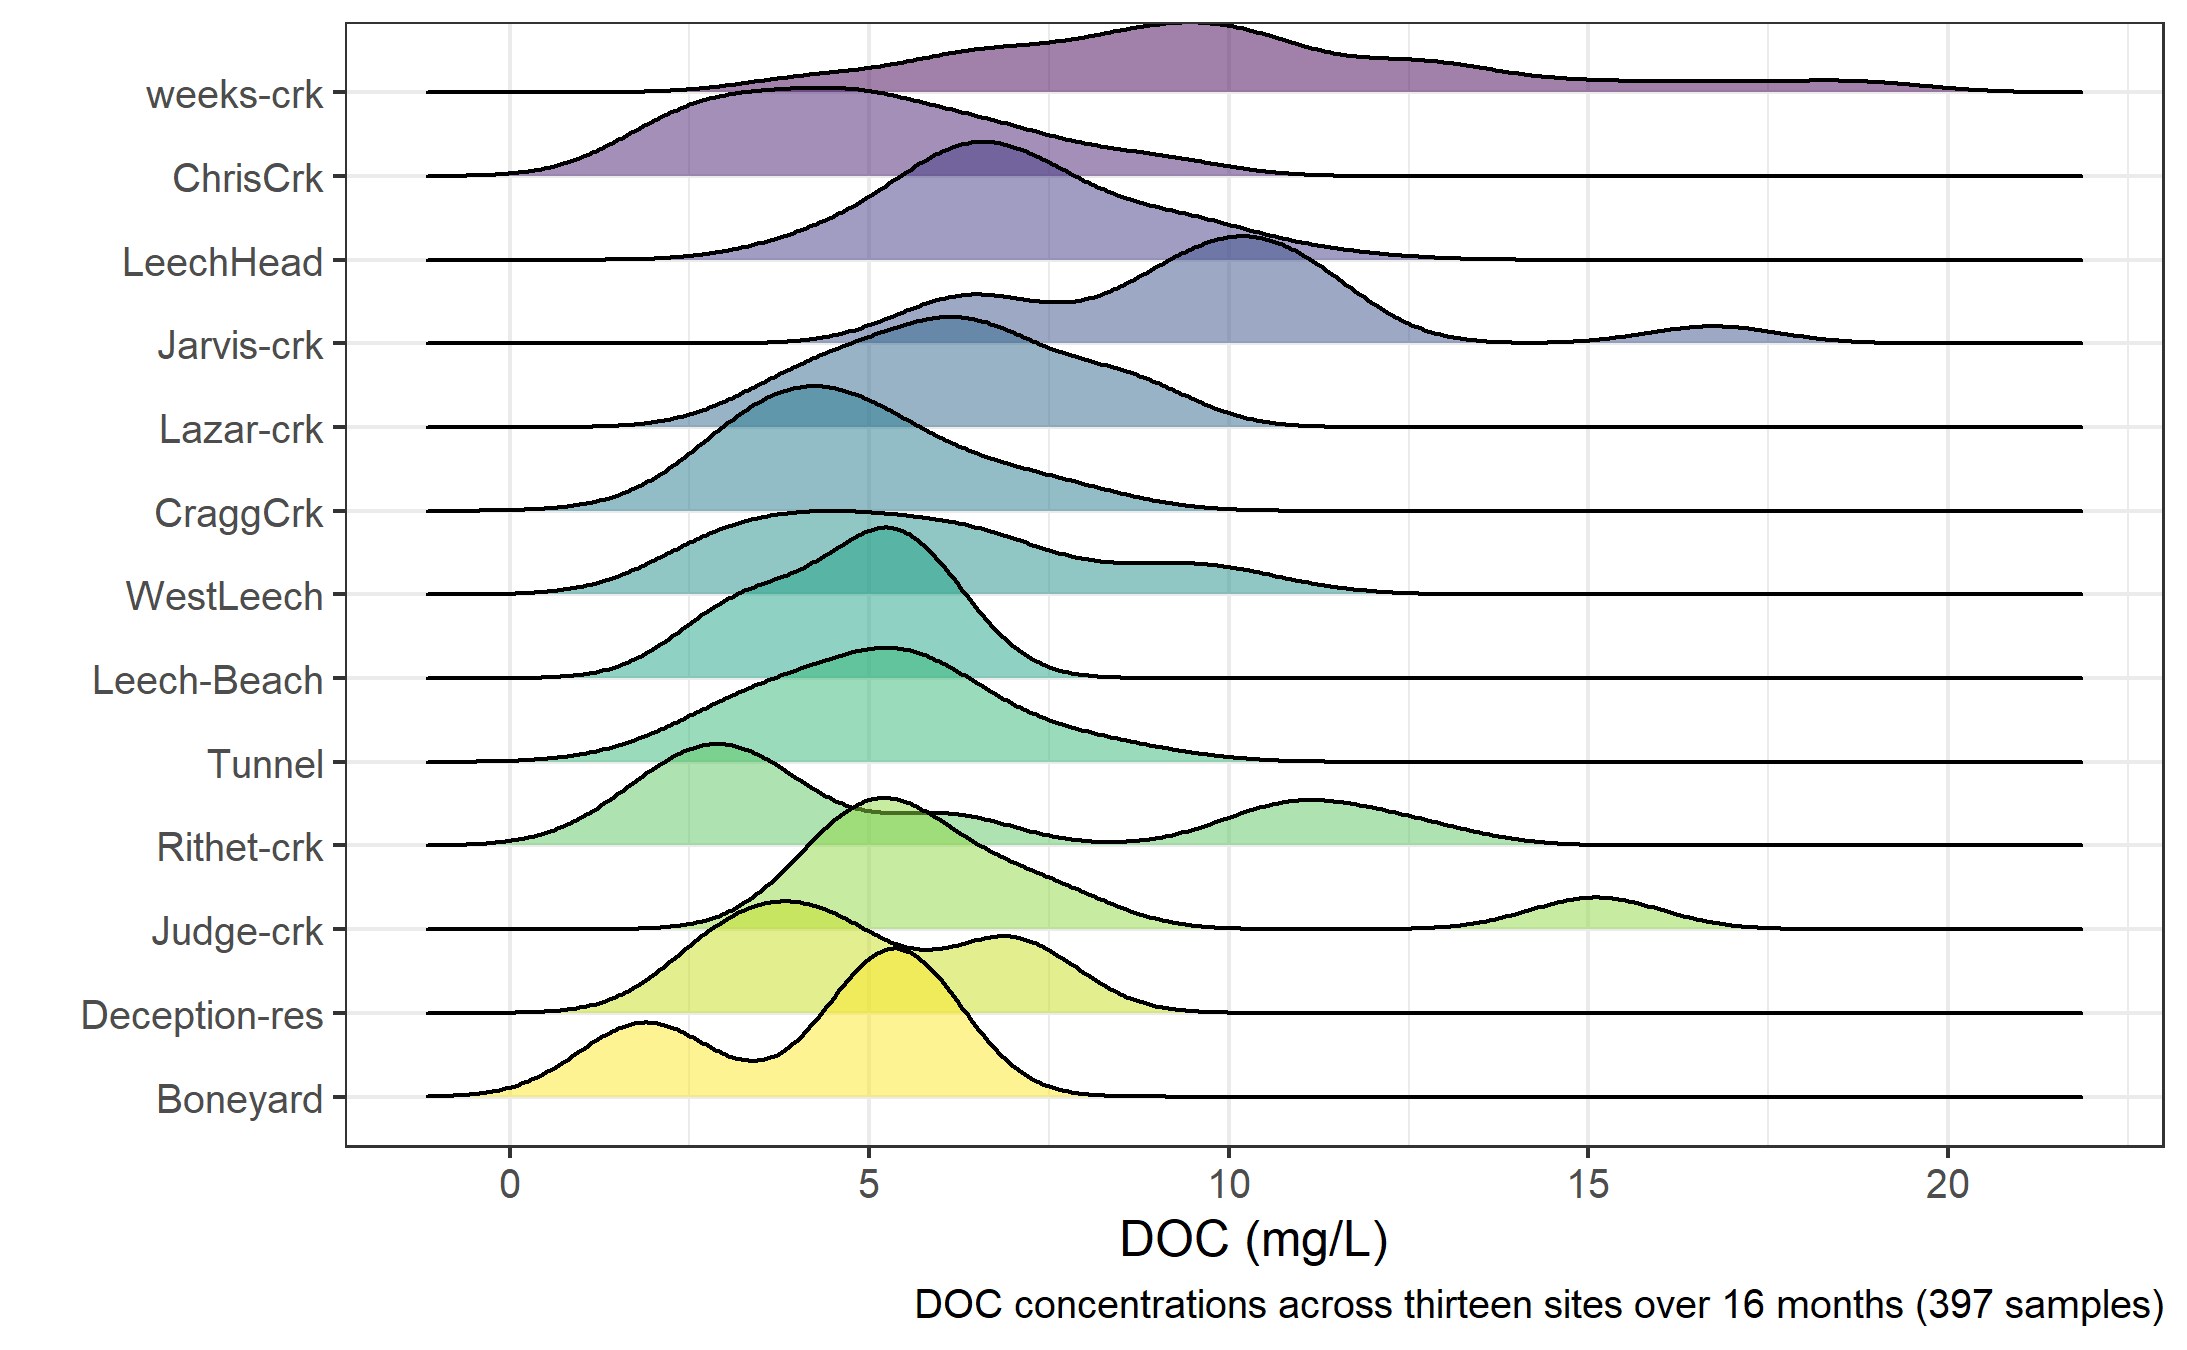 weeks-crk
ChrisCrk
LeechHead
Jarvis-crk
Lazar-crk
CraggCrk
WestLeech
Leech-Beach
Tunnel
Rithet-crk
Judge-crk
Deception-res
Boneyard
0 5 10 15 20
DOC (mg/L)
DOC concentrations across thirteen sites over 16 months (397 samples)